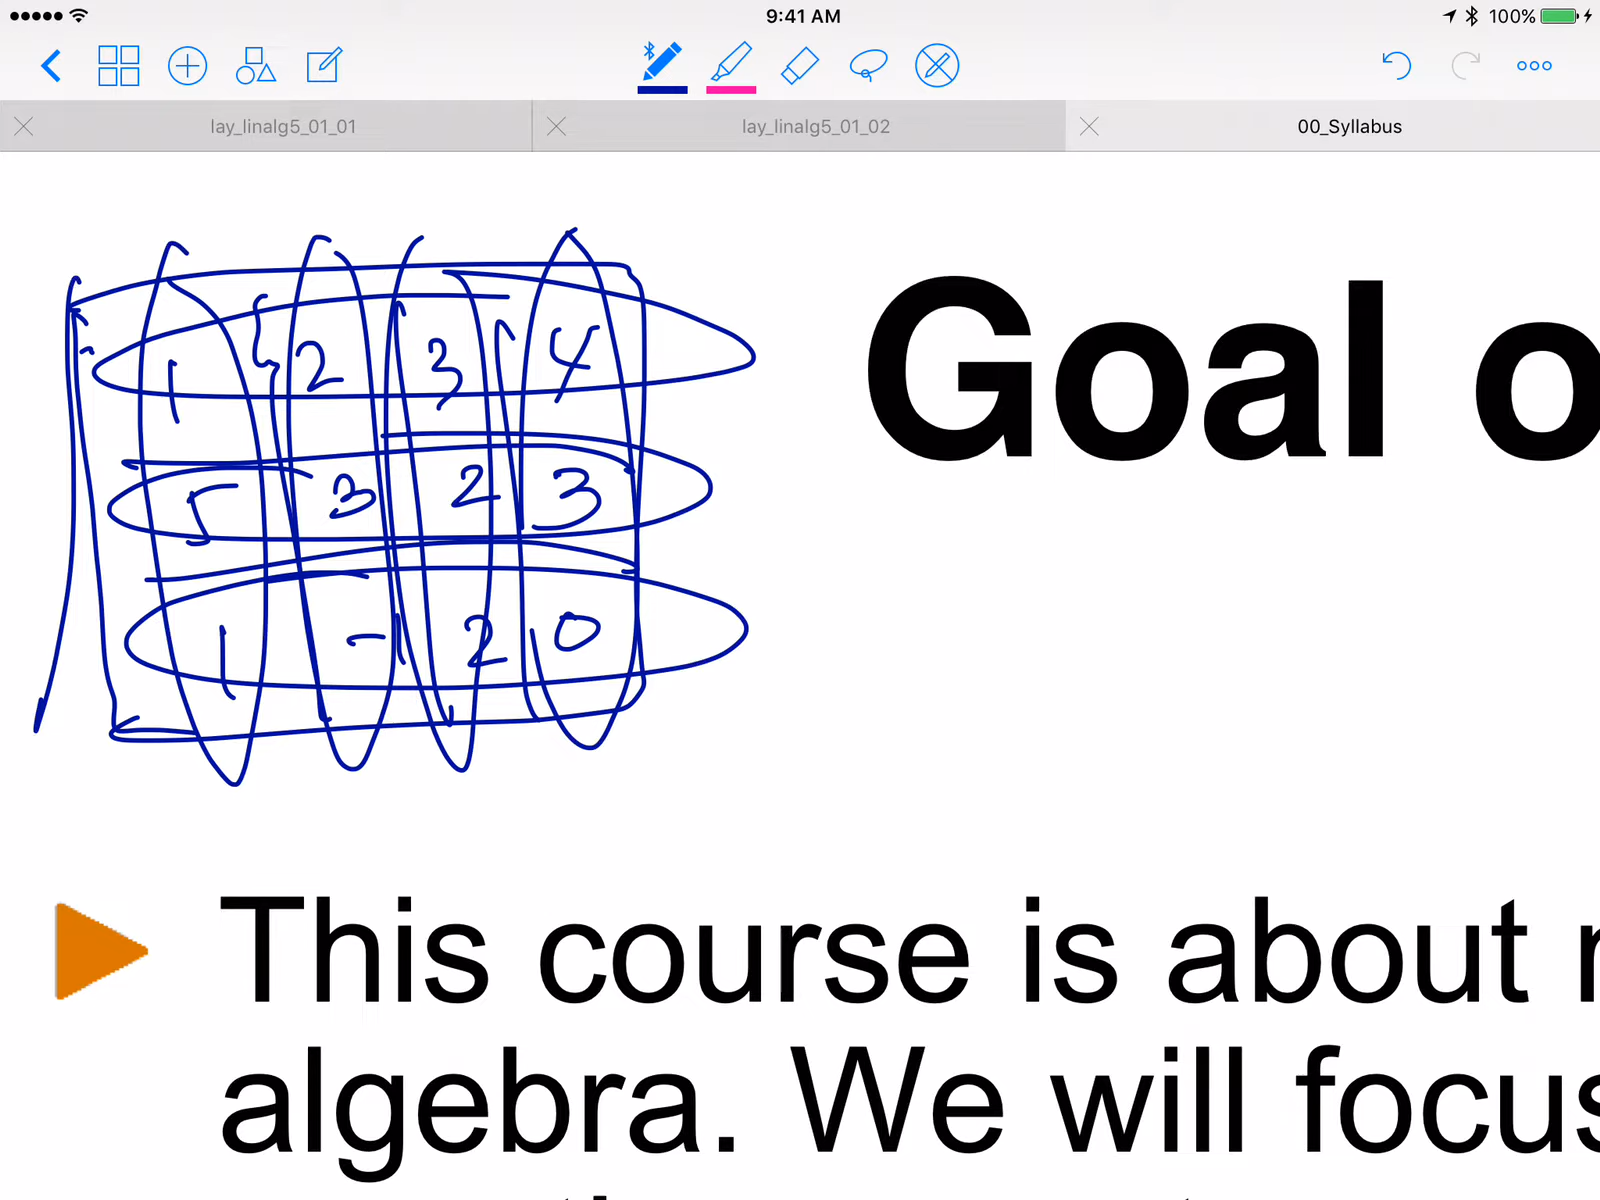 9:41 AM
100%
lay_linalg5_01_01
lay_linalg5_01_02
00_Syllabus
1 2 3 4
5 3 2 3
1 -1 2 0
Goal o
This course is about
algebra. We will focus